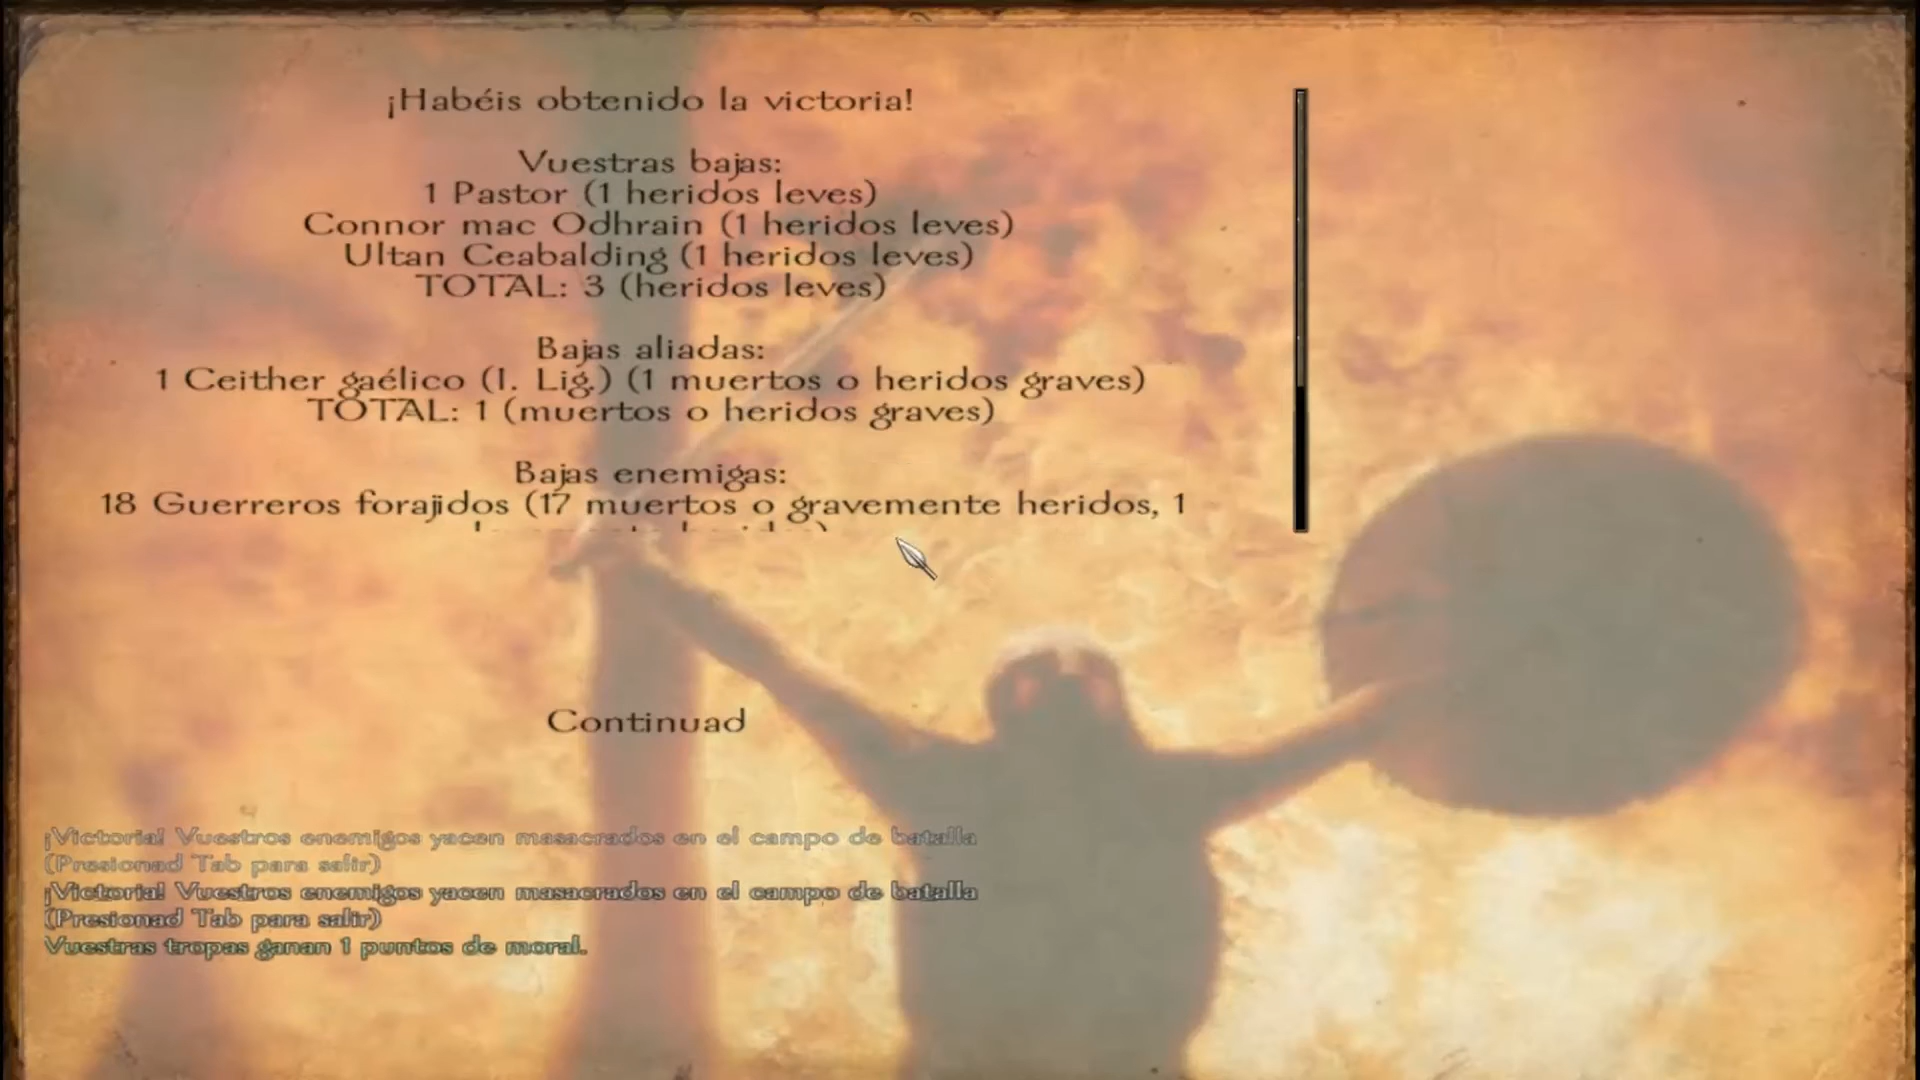 ¡Habéis obtenido la victoria!
Vuestras bajas:
1 Pastor (1 heridos leves)
Connor mac Odhrain (1 heridos leves)
Ultan Ceabalding (1 heridos leves)
TOTAL: 3 (heridos leves)
Bajas aliadas:
1 Ceither gaélico (I. Lig.) (1 muertos o heridos graves)
TOTAL: 1 (muertos o heridos graves)
Bajas enemigas:
18 Guerreros forajidos (17 muertos o gravemente heridos, 1
Continuad
¡Victoria! Vuestros enemigos yacen masacrados en el campo de batalla
(Presionad Tab para salir)
¡Victoria! Vuestros enemigos yacen masacrados en el campo de batalla
(Presionad Tab para salir)
Vuestras tropas ganan 1 puntos de moral.